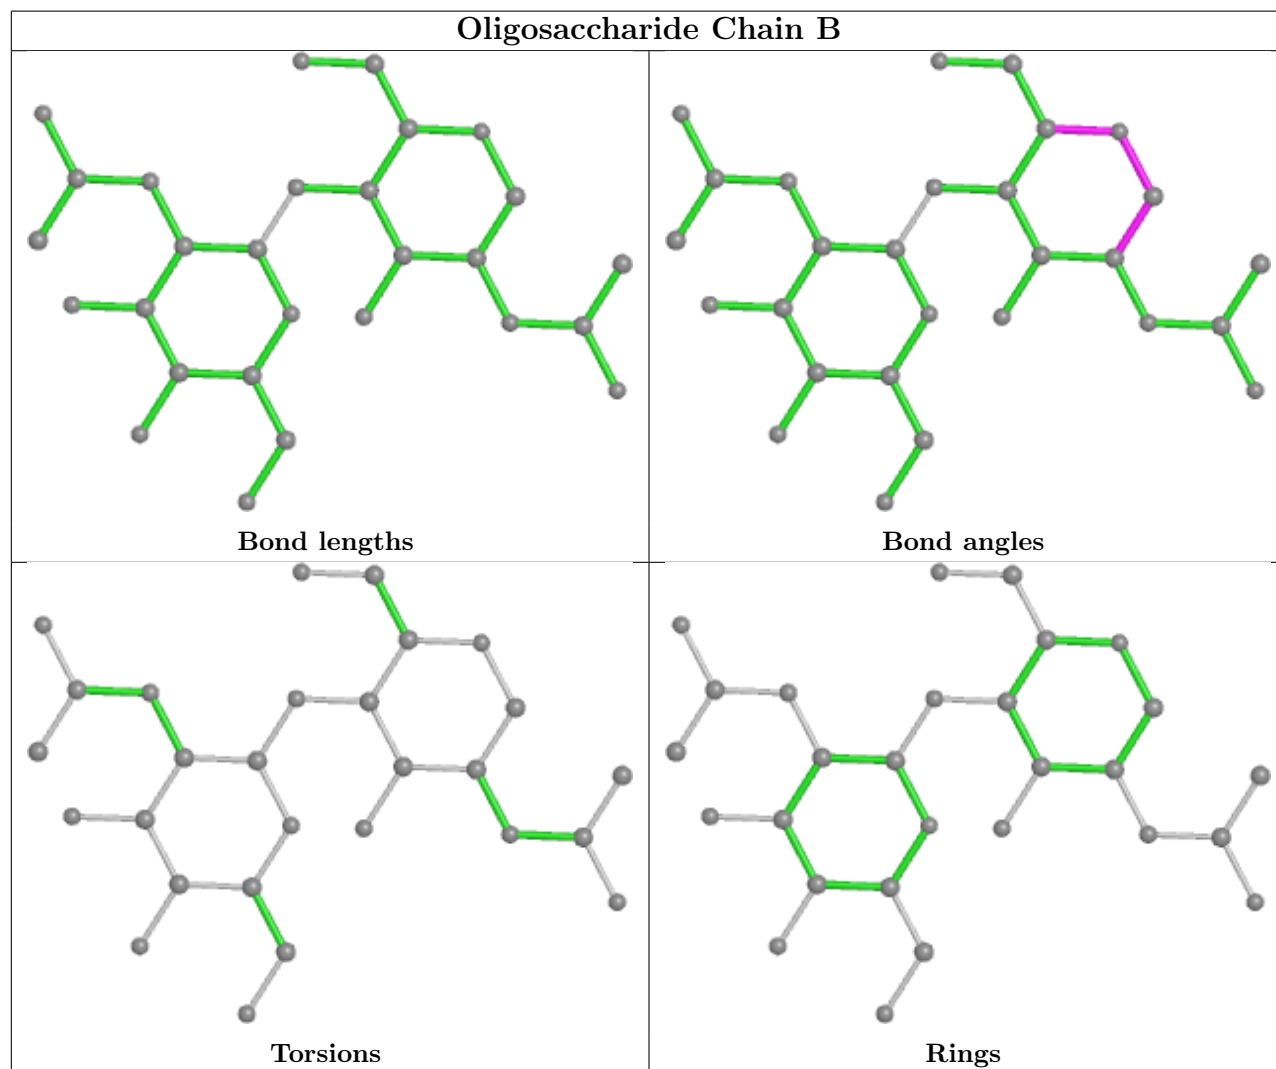 Oligosaccharide Chain B
Bond lengths
Bond angles
Torsions
Rings